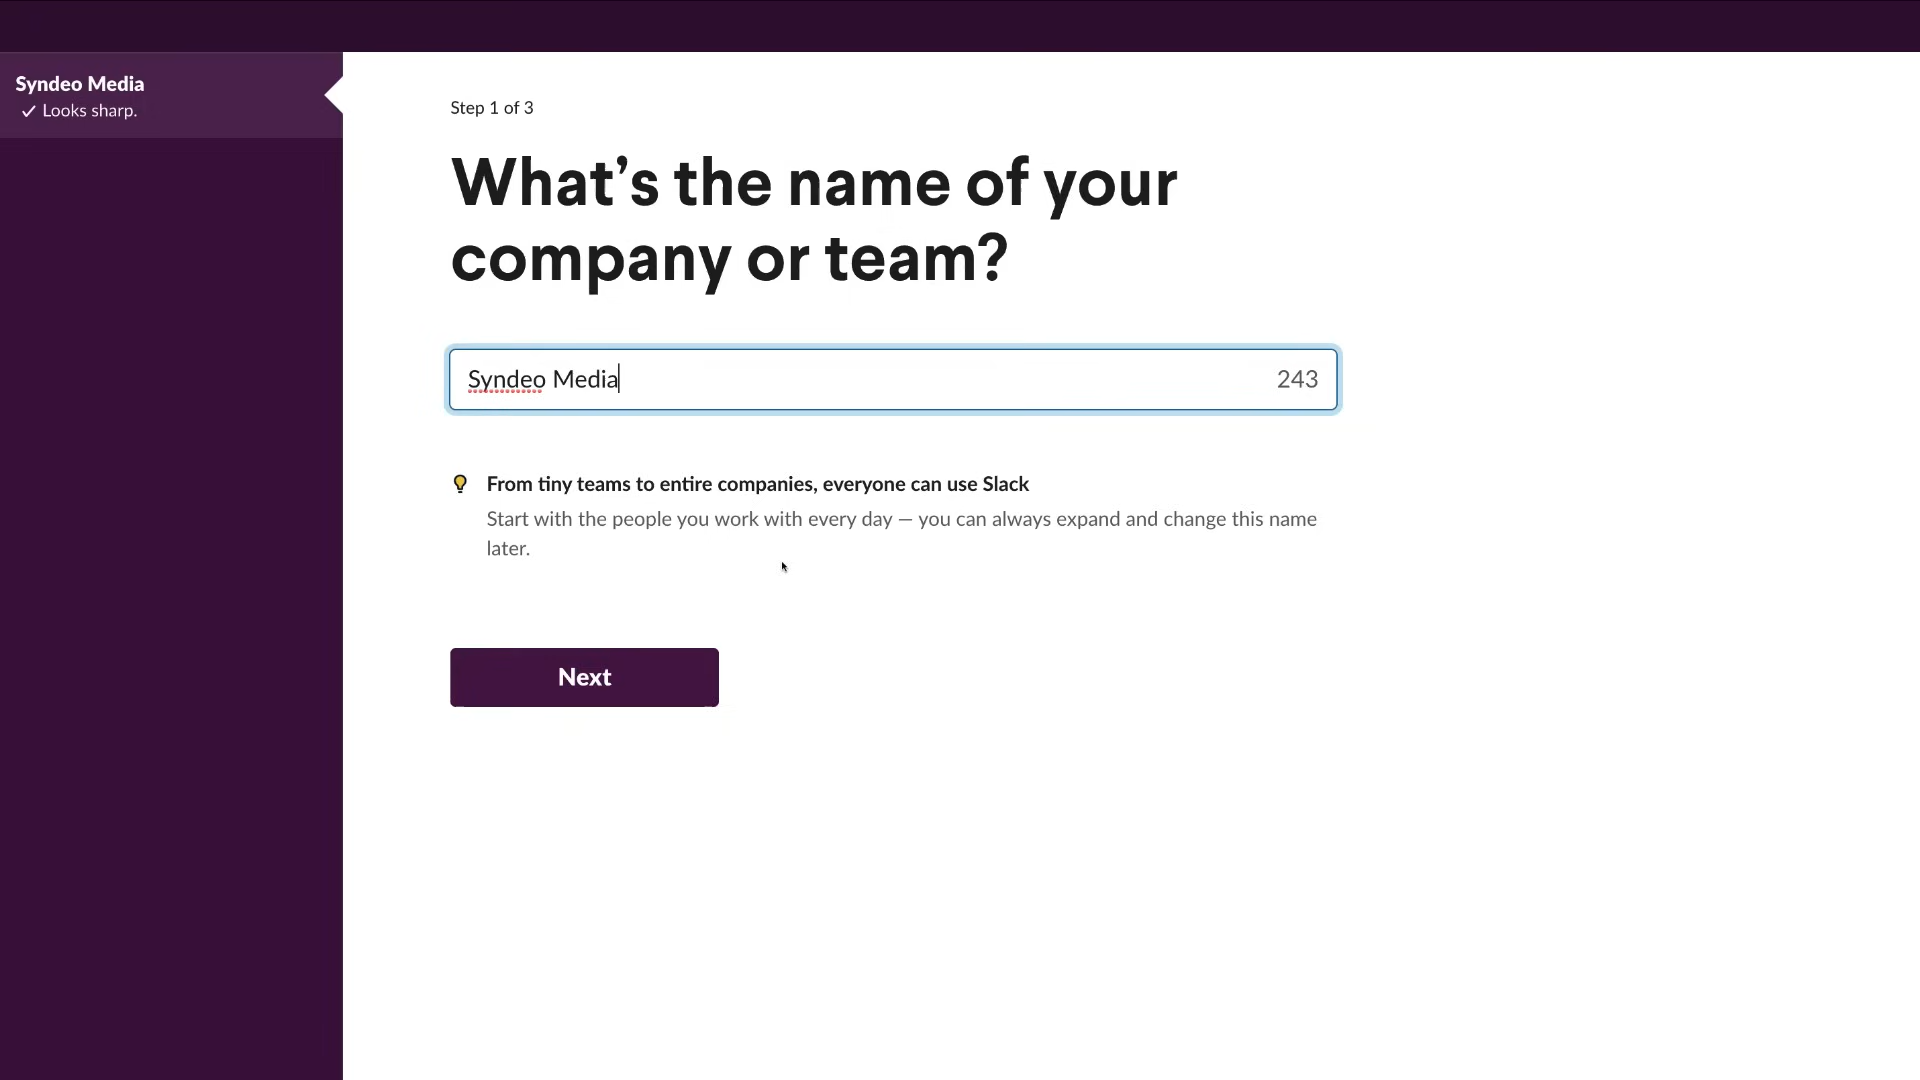 Syndeo Media
✓ Looks sharp.
Step 1 of 3
What’s the name of your
company or team?
Syndeo Media
243
From tiny teams to entire companies, everyone can use Slack
Start with the people you work with every day — you can always expand and change this name
later.
Next